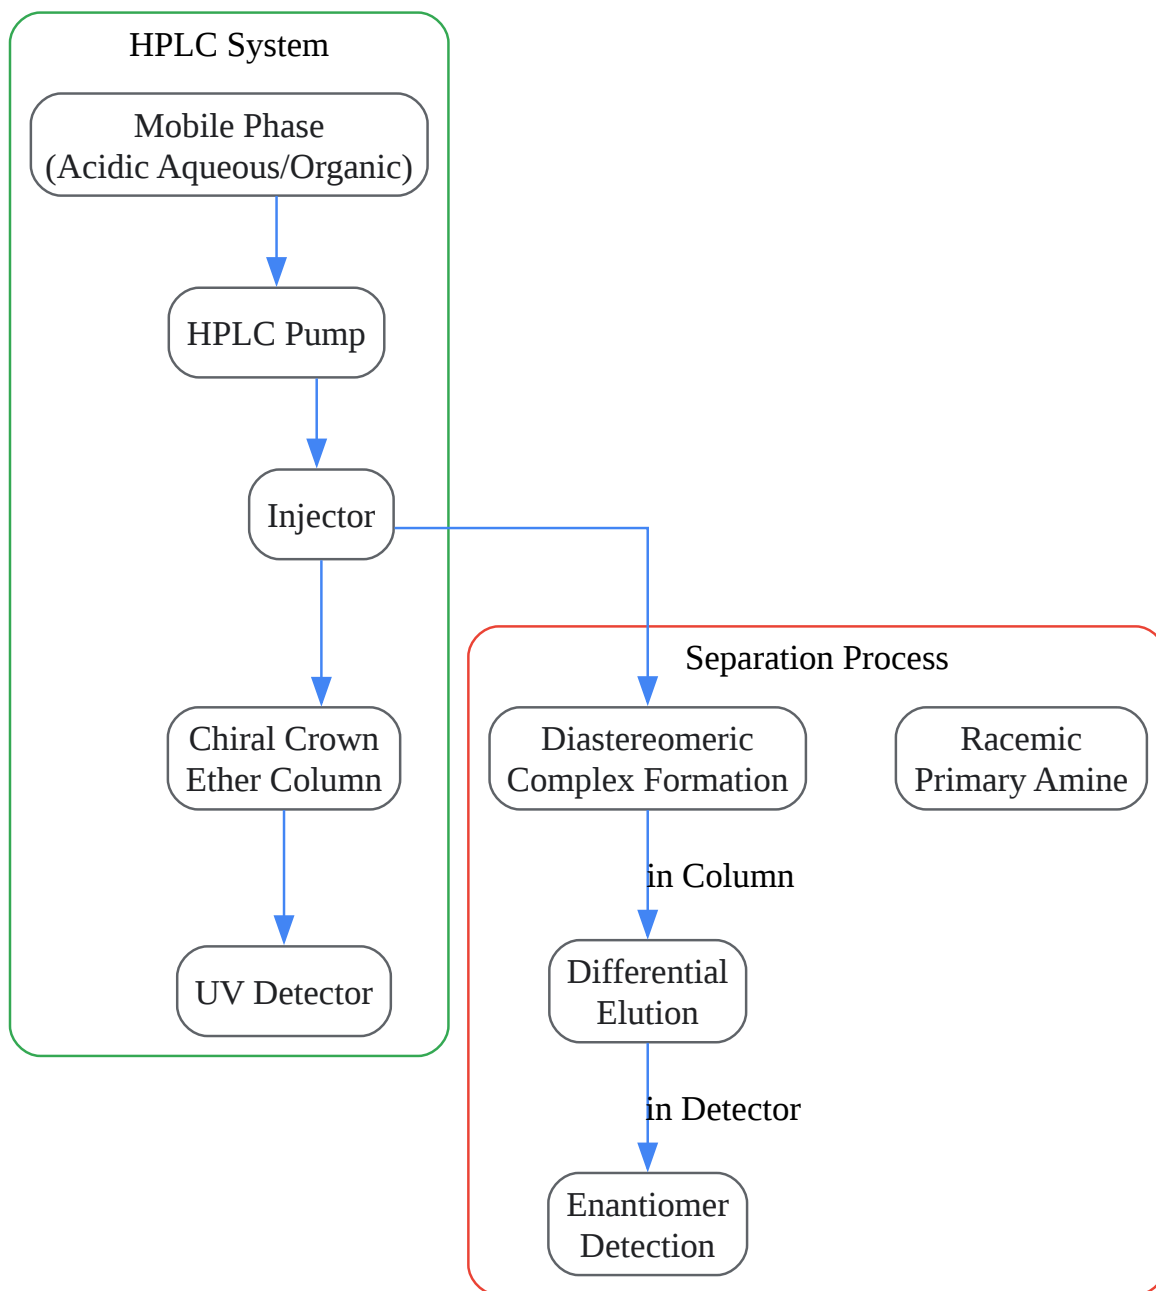 HPLC System
Mobile Phase
(Acidic Aqueous/Organic)
HPLC Pump
Injector
Chiral Crown
Ether Column
UV Detector
Separation Process
Diastereomeric
Complex Formation
Racemic
Primary Amine
in Column
Differential
Elution
in Detector
Enantiomer
Detection